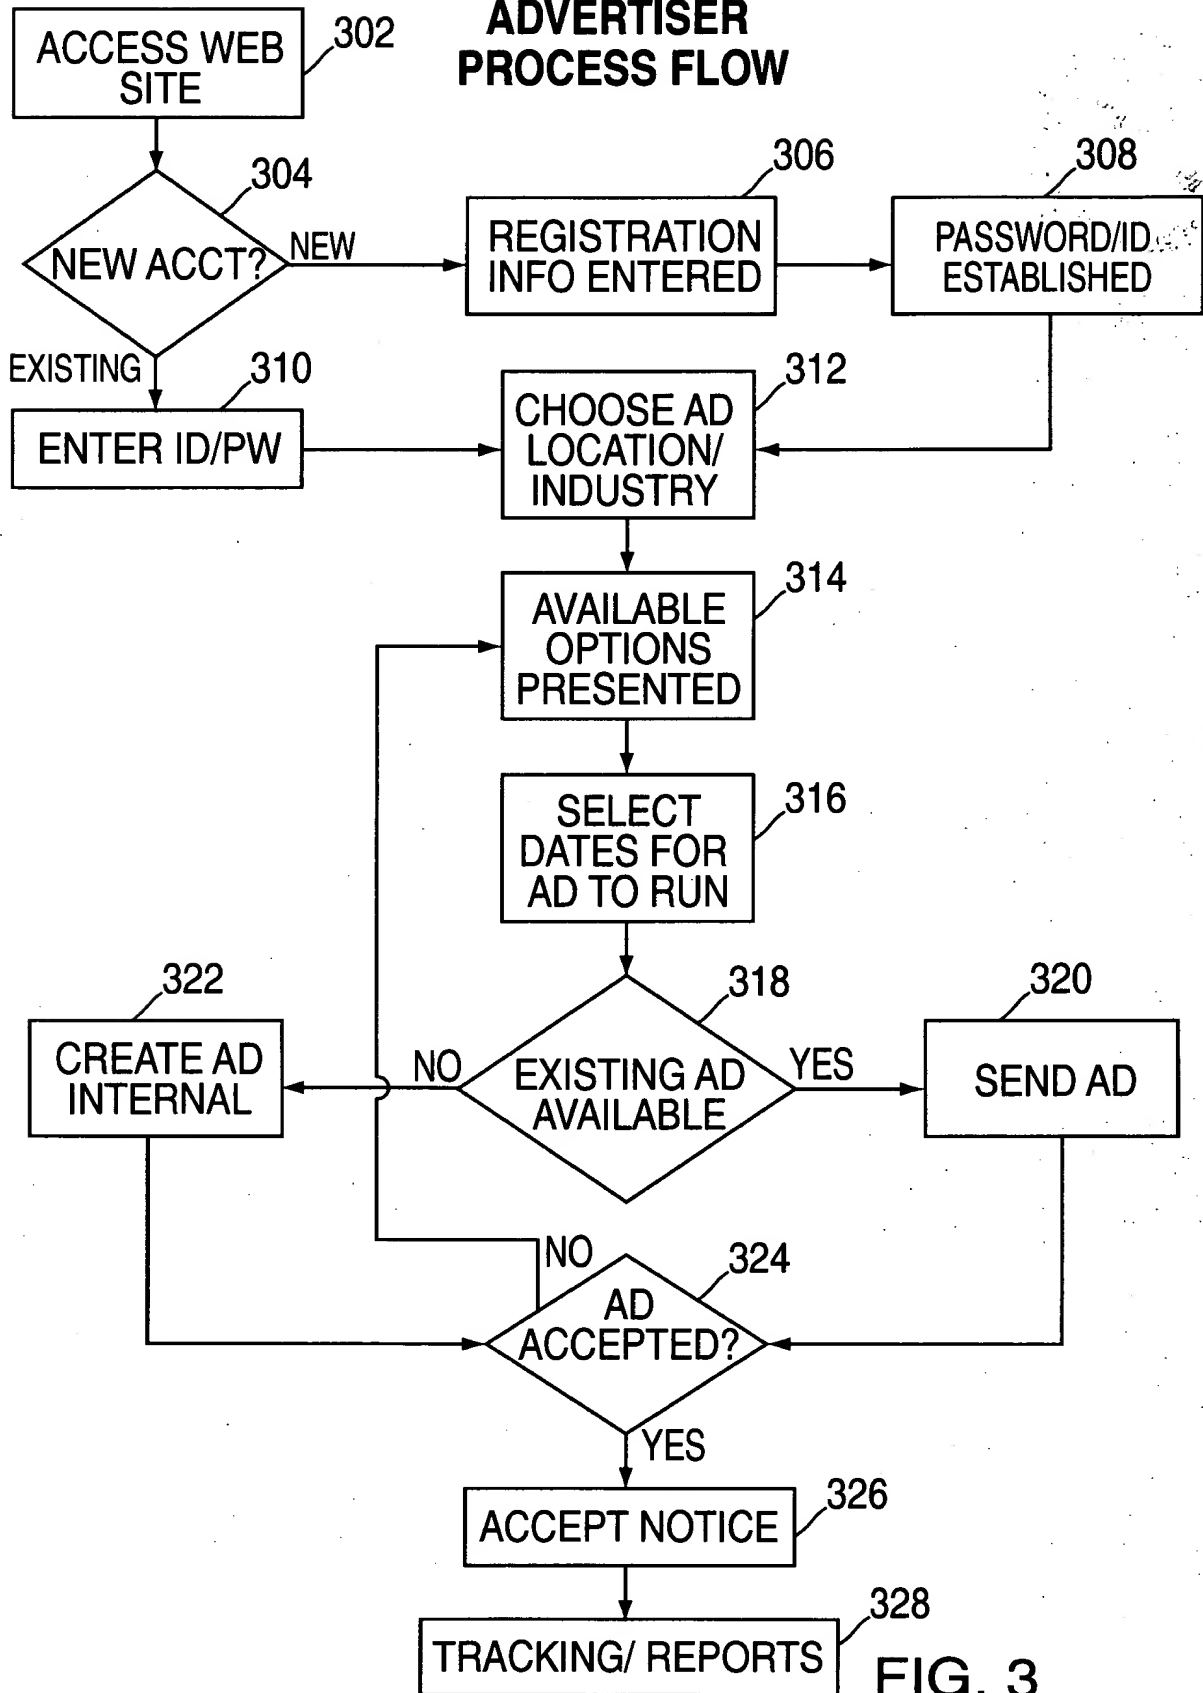 ADVERTISER
PROCESS FLOW
302
ACCESS WEB
SITE
304
NEW ACCT?
NEW
306
REGISTRATION
INFO ENTERED
308
PASSWORD/ID
ESTABLISHED
EXISTING
310
ENTER ID/PW
312
CHOOSE AD
LOCATION/
INDUSTRY
314
AVAILABLE
OPTIONS
PRESENTED
316
SELECT
DATES FOR
AD TO RUN
318
EXISTING AD
AVAILABLE
NO
YES
322
CREATE AD
INTERNAL
320
SEND AD
NO
324
AD
ACCEPTED?
YES
326
ACCEPT NOTICE
328
TRACKING/ REPORTS
FIG. 3